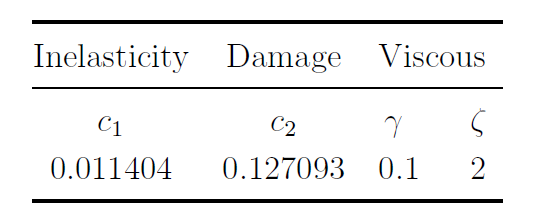 Inelasticity Damage Viscous
c₁ c₂ γ ζ
0.011404 0.127093 0.1 2